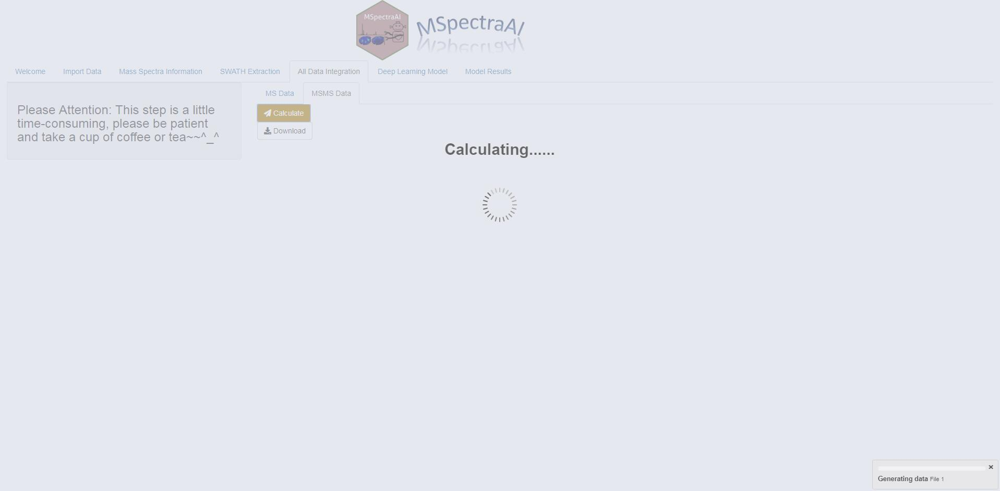 MSpectraAI
MSpectraAI
MSpectraAI
Welcome
Import Data
Mass Spectra Information
SWATH Extraction
All Data Integration
Deep Learning Model
Model Results
Please Attention: This step is a little
time-consuming, please be patient
and take a cup of coffee or tea~~^_^
MS Data
MSMS Data
Calculate
Download
Calculating......
×
Generating data File 1